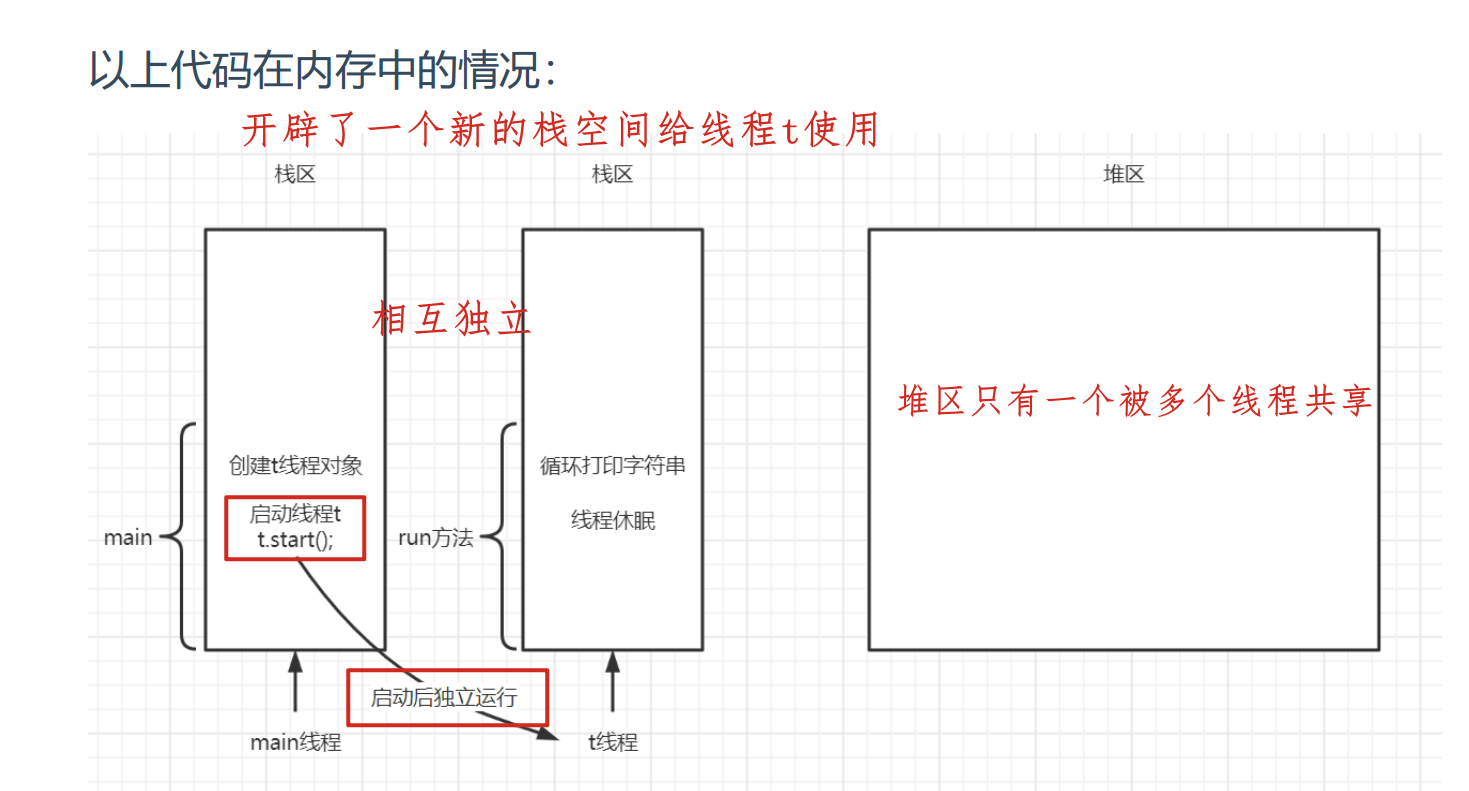 以上代码在内存中的情况：
开辟了一个新的栈空间给线程t使用
栈区
栈区
堆区
相互独立
堆区只有一个被多个线程共享
创建t线程对象
循环打印字符串
启动线程t
t.start();
线程休眠
main
run方法
启动后独立运行
main线程
t线程